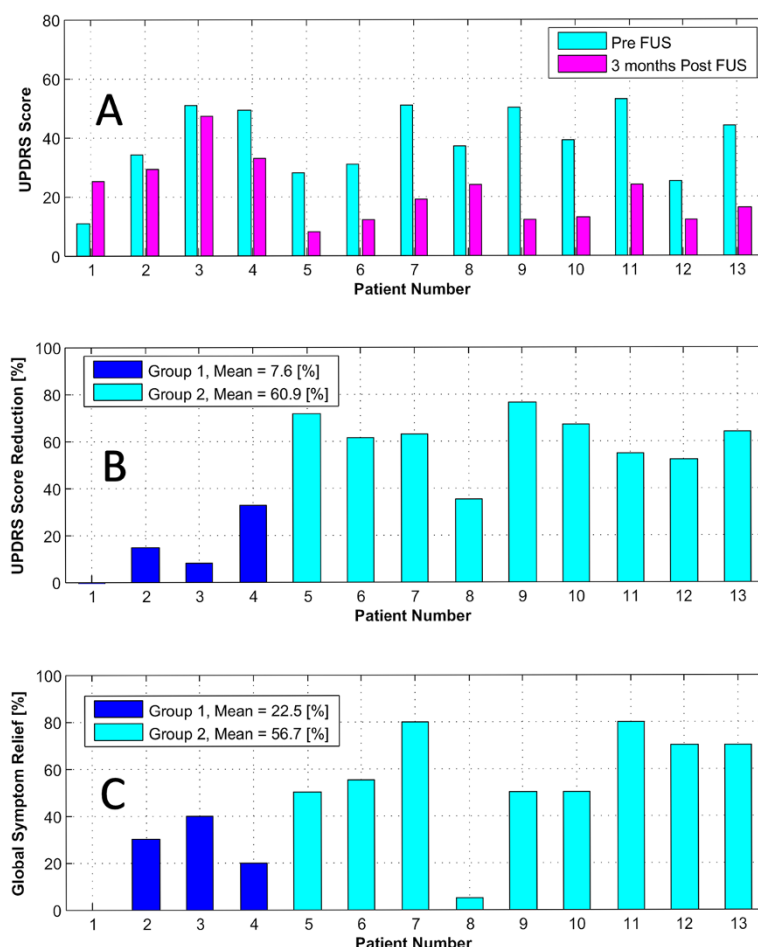 80
60
40
20
0
UPDRS Score
A
Pre FUS
3 months Post FUS
1 2 3 4 5 6 7 8 9 10 11 12 13
Patient Number
100
80
60
40
20
0
UPDRS Score Reduction [%]
B
Group 1, Mean = 7.6 [%]
Group 2, Mean = 60.9 [%]
1 2 3 4 5 6 7 8 9 10 11 12 13
Patient Number
100
80
60
40
20
0
Global Symptom Relief [%]
C
Group 1, Mean = 22.5 [%]
Group 2, Mean = 56.7 [%]
1 2 3 4 5 6 7 8 9 10 11 12 13
Patient Number